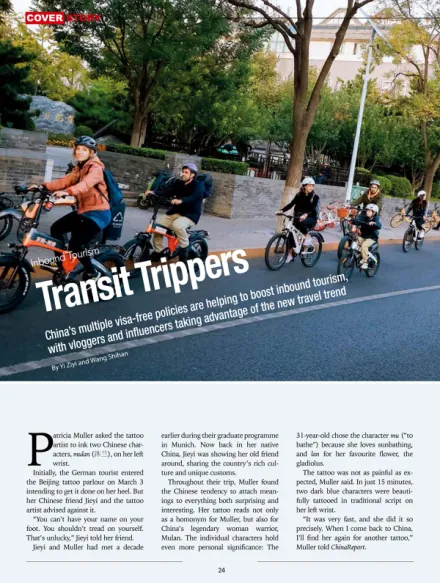 COVER STORY
Inbound Tourism
Transit Trippers
China's multiple visa-free policies are helping to boost inbound tourism,
with vloggers and influencers taking advantage of the new travel trend
By Yi Ziyi and Wang Shihan
Patricia Muller asked the tattoo
artist to ink two Chinese char-
acters, mulan (沐兰), on her left
wrist.
Initially, the German tourist entered
the Beijing tattoo parlour on March 3
intending to get it done on her heel. But
her Chinese friend Jieyi and the tattoo
artist advised against it.
"You can't have your name on your
foot. You shouldn't tread on yourself.
That's unlucky," Jieyi told her friend.
Jieyi and Muller had met a decade
earlier during their graduate programme
in Munich. Now back in her native
China, Jieyi was showing her old friend
around, sharing the country's rich cul-
ture and unique customs.
Throughout their trip, Muller found
the Chinese tendency to attach mean-
ings to everything both surprising and
interesting. Her tattoo reads not only
as a homonym for Muller, but also for
China's legendary woman warrior,
Mulan. The individual characters hold
even more personal significance: The
31-year-old chose the character mu ("to
bathe") because she loves sunbathing,
and lan for her favourite flower, the
gladiolus.
The tattoo was not as painful as ex-
pected, Muller said. In just 15 minutes,
two dark blue characters were beauti-
fully tattooed in traditional script on
her left wrist.
"It was very fast, and she did it so
precisely. When I come back to China,
I'll find her again for another tattoo,"
Muller told ChinaReport.
24